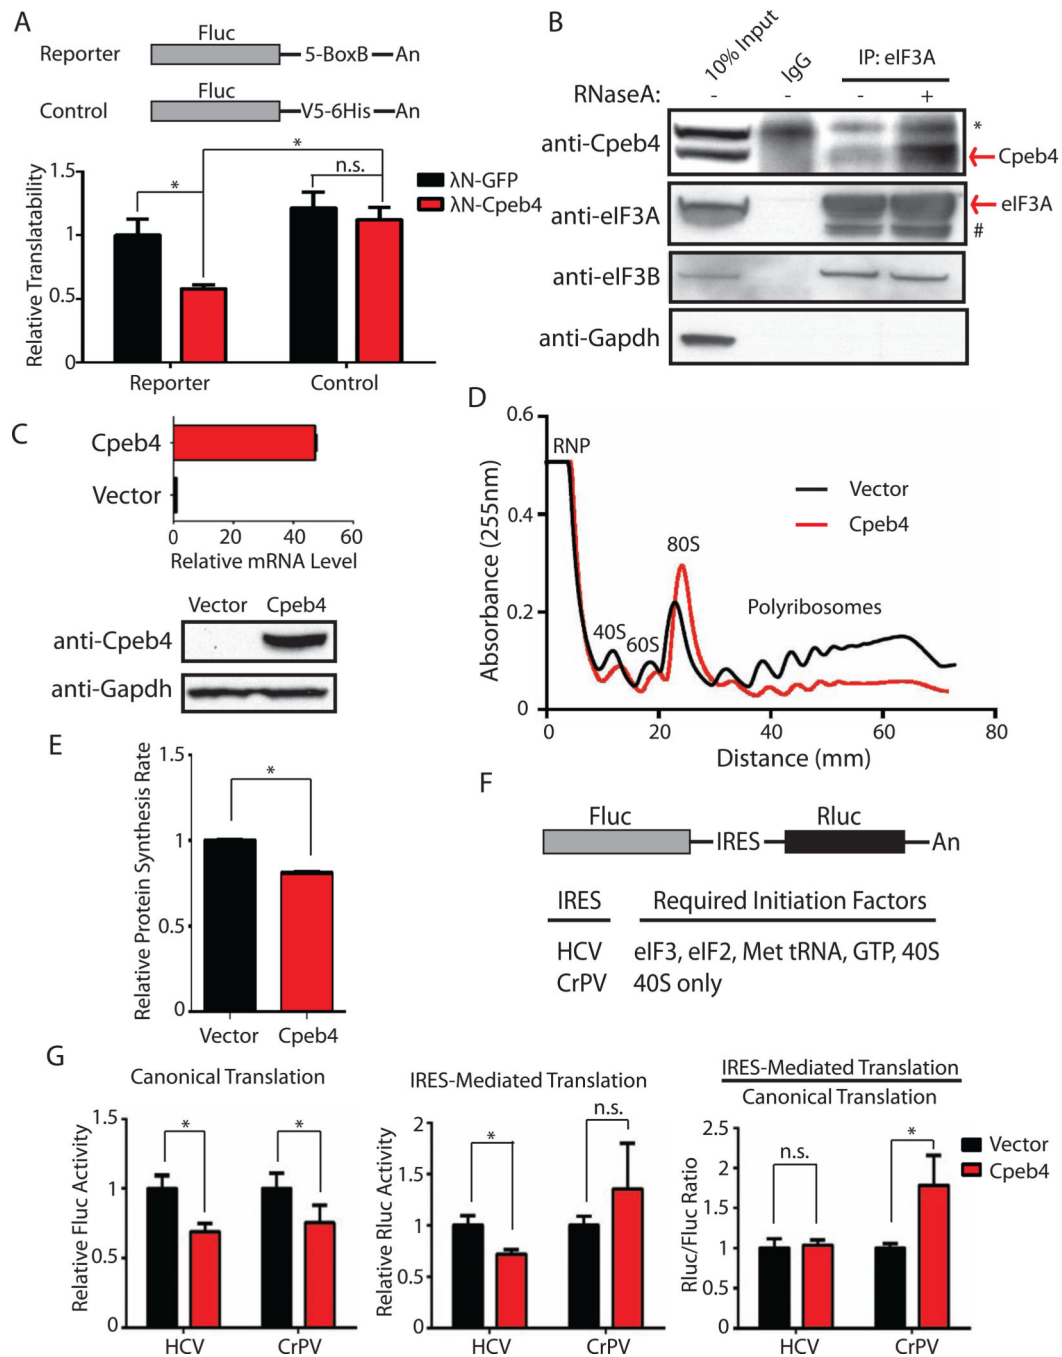 A
Fluc
Reporter
5-BoxB
An
Fluc
Control
V5-6His
An
Relative Translatability
1.5
1
0.5
0
*
*
n.s.
λN-GFP
λN-Cpeb4
Reporter
Control
B
10% Input
IgG
IP: eIF3A
RNaseA:
-
-
-
+
anti-Cpeb4
*
Cpeb4
anti-eIF3A
eIF3A
#
anti-eIF3B
anti-Gapdh
C
Cpeb4
Vector
0
20
40
60
Relative mRNA Level
Vector
Cpeb4
anti-Cpeb4
anti-Gapdh
D
Absorbance (255nm)
0.6
0.4
0.2
0
RNP
40S
60S
80S
Polyribosomes
Vector
Cpeb4
0
20
40
60
80
Distance (mm)
E
Relative Protein Synthesis Rate
1.5
1
0.5
0
*
Vector
Cpeb4
F
Fluc
IRES
Rluc
An
IRES
Required Initiation Factors
HCV
eIF3, eIF2, Met tRNA, GTP, 40S
CrPV
40S only
G
Canonical Translation
Relative Fluc Activity
1.5
1
0.5
0
*
*
HCV
CrPV
IRES-Mediated Translation
Relative Rluc Activity
2
1.5
1
0.5
0
*
n.s.
HCV
CrPV
IRES-Mediated Translation
Canonical Translation
Rluc/Fluc Ratio
2.5
2
1.5
1
0.5
0
n.s.
*
Vector
Cpeb4
HCV
CrPV